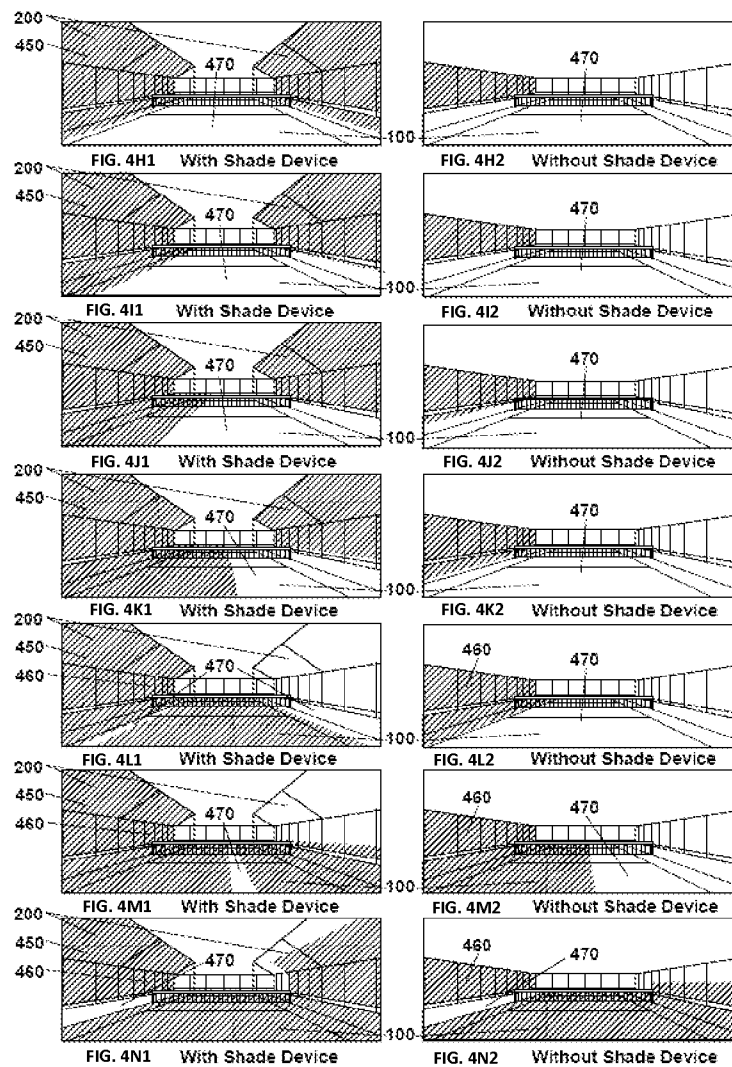 200
450
470
470
100
FIG. 4H1 With Shade Device
FIG. 4H2 Without Shade Device
200
450
470
470
100
FIG. 4I1 With Shade Device
FIG. 4I2 Without Shade Device
200
450
470
470
100
FIG. 4J1 With Shade Device
FIG. 4J2 Without Shade Device
200
450
470
470
100
FIG. 4K1 With Shade Device
FIG. 4K2 Without Shade Device
200
450
460
470
460
470
100
FIG. 4L1 With Shade Device
FIG. 4L2 Without Shade Device
200
450
460
470
460
470
100
FIG. 4M1 With Shade Device
FIG. 4M2 Without Shade Device
200
450
460
470
460
470
100
FIG. 4N1 With Shade Device
FIG. 4N2 Without Shade Device